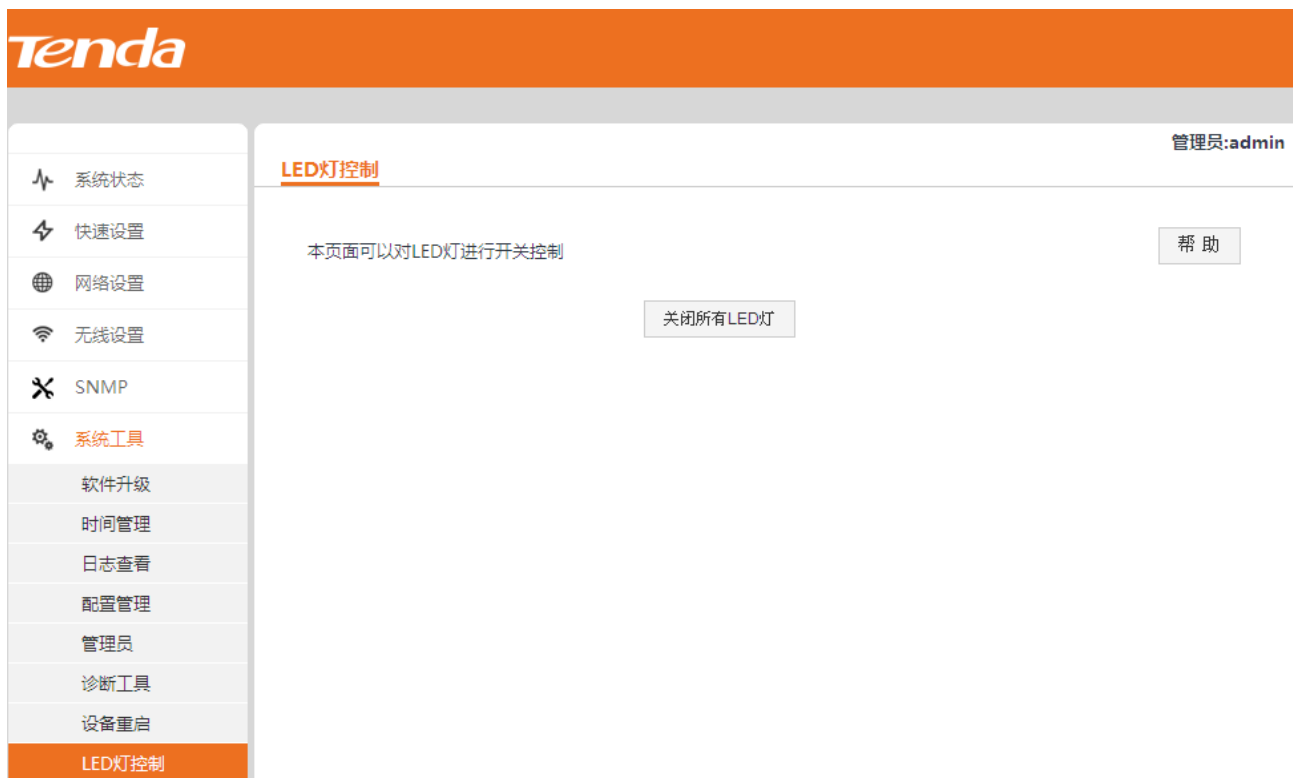 Tenda
管理员:admin
LED灯控制
系统状态
快速设置
网络设置
无线设置
SNMP
系统工具
软件升级
时间管理
日志查看
配置管理
管理员
诊断工具
设备重启
LED灯控制
本页面可以对LED灯进行开关控制
帮 助
关闭所有LED灯